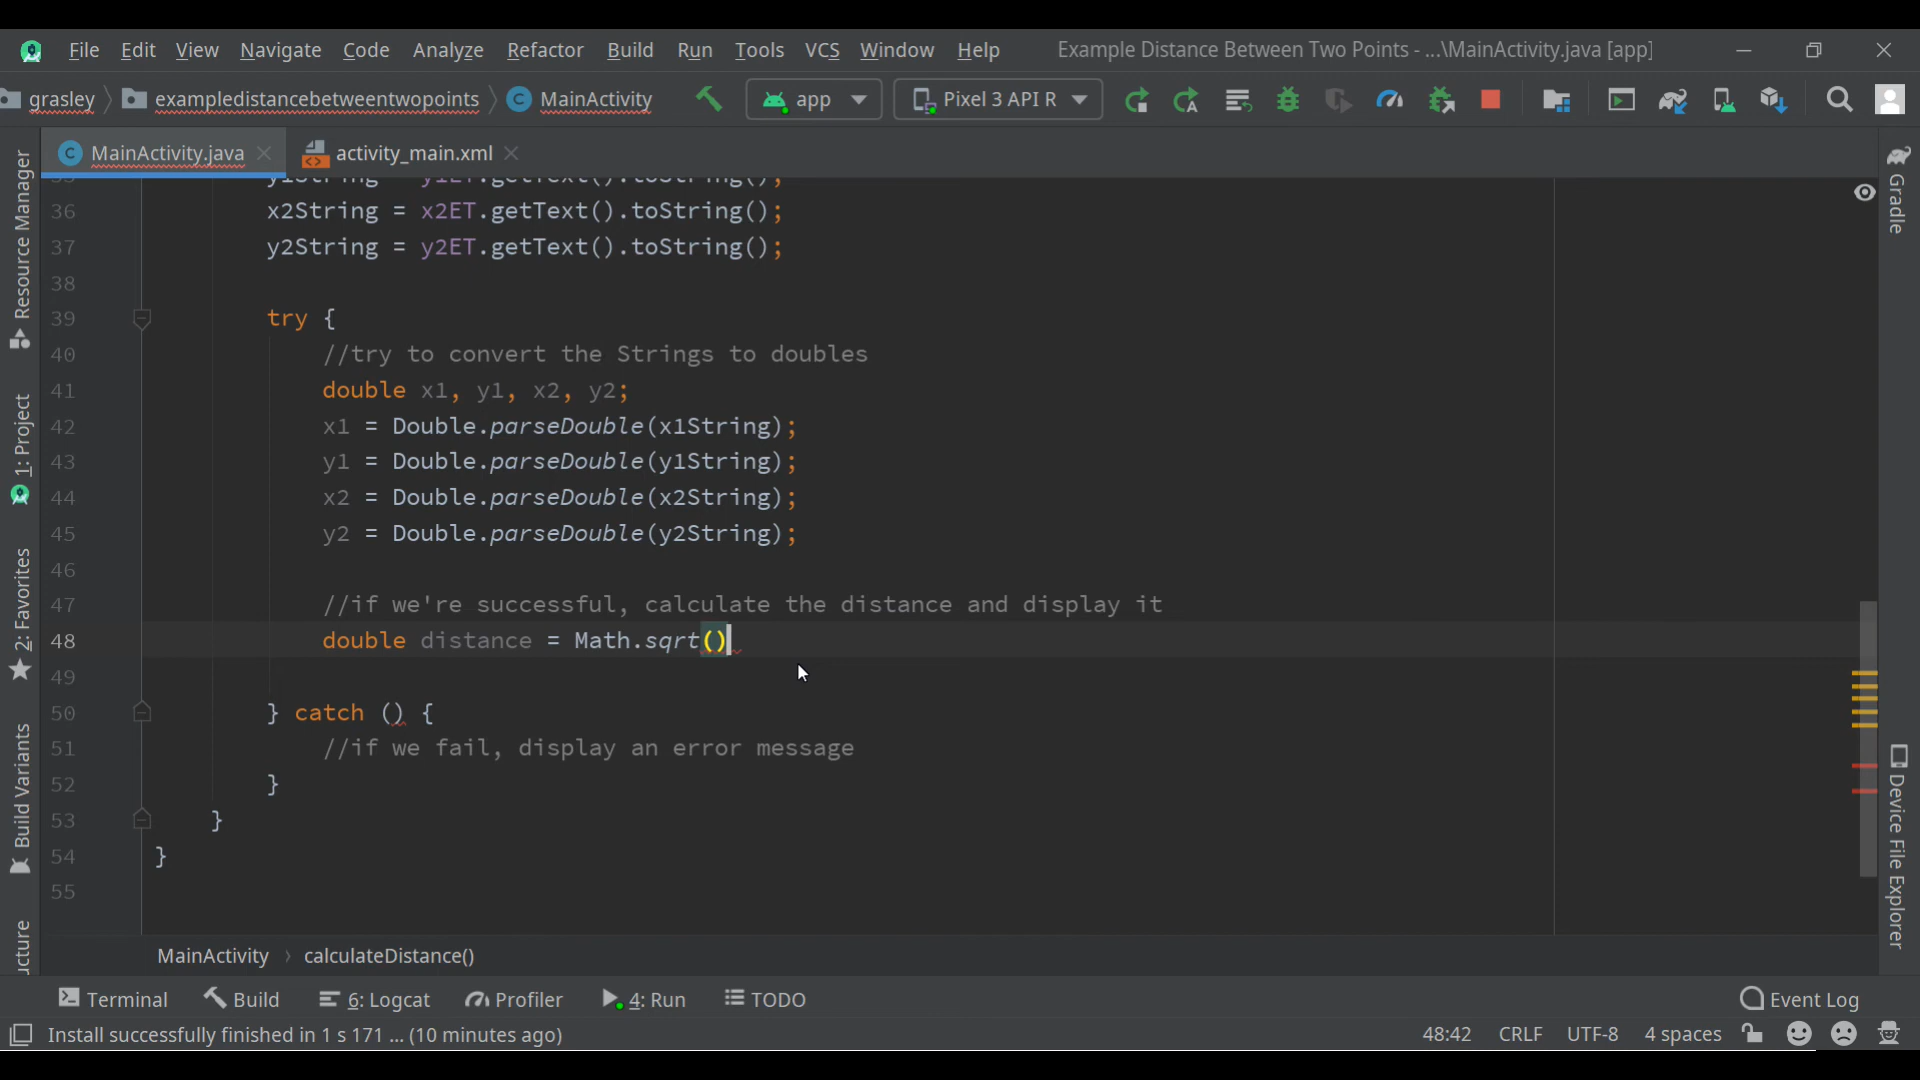 File Edit View Navigate Code Analyze Refactor Build Run Tools VCS Window Help Example Distance Between Two Points - ...\MainActivity.java [app]
grasley exampledistancebetweentwopoints C MainActivity app Pixel 3 API R
C MainActivity.java activity_main.xml
35 y1String = y1ET.getText().toString();
36 x2String = x2ET.getText().toString();
37 y2String = y2ET.getText().toString();
38
39 try {
40 //try to convert the Strings to doubles
41 double x1, y1, x2, y2;
42 x1 = Double.parseDouble(x1String);
43 y1 = Double.parseDouble(y1String);
44 x2 = Double.parseDouble(x2String);
45 y2 = Double.parseDouble(y2String);
46
47 //if we're successful, calculate the distance and display it
48 double distance = Math.sqrt()
49
50 } catch () {
51 //if we fail, display an error message
52 }
53 }
54 }
55
Resource Manager
1: Project
2: Favorites
Build Variants
ucture
Gradle
Device File Explorer
MainActivity › calculateDistance()
Terminal Build 6: Logcat Profiler 4: Run TODO Event Log
Install successfully finished in 1 s 171 ... (10 minutes ago) 48:42 CRLF UTF-8 4 spaces